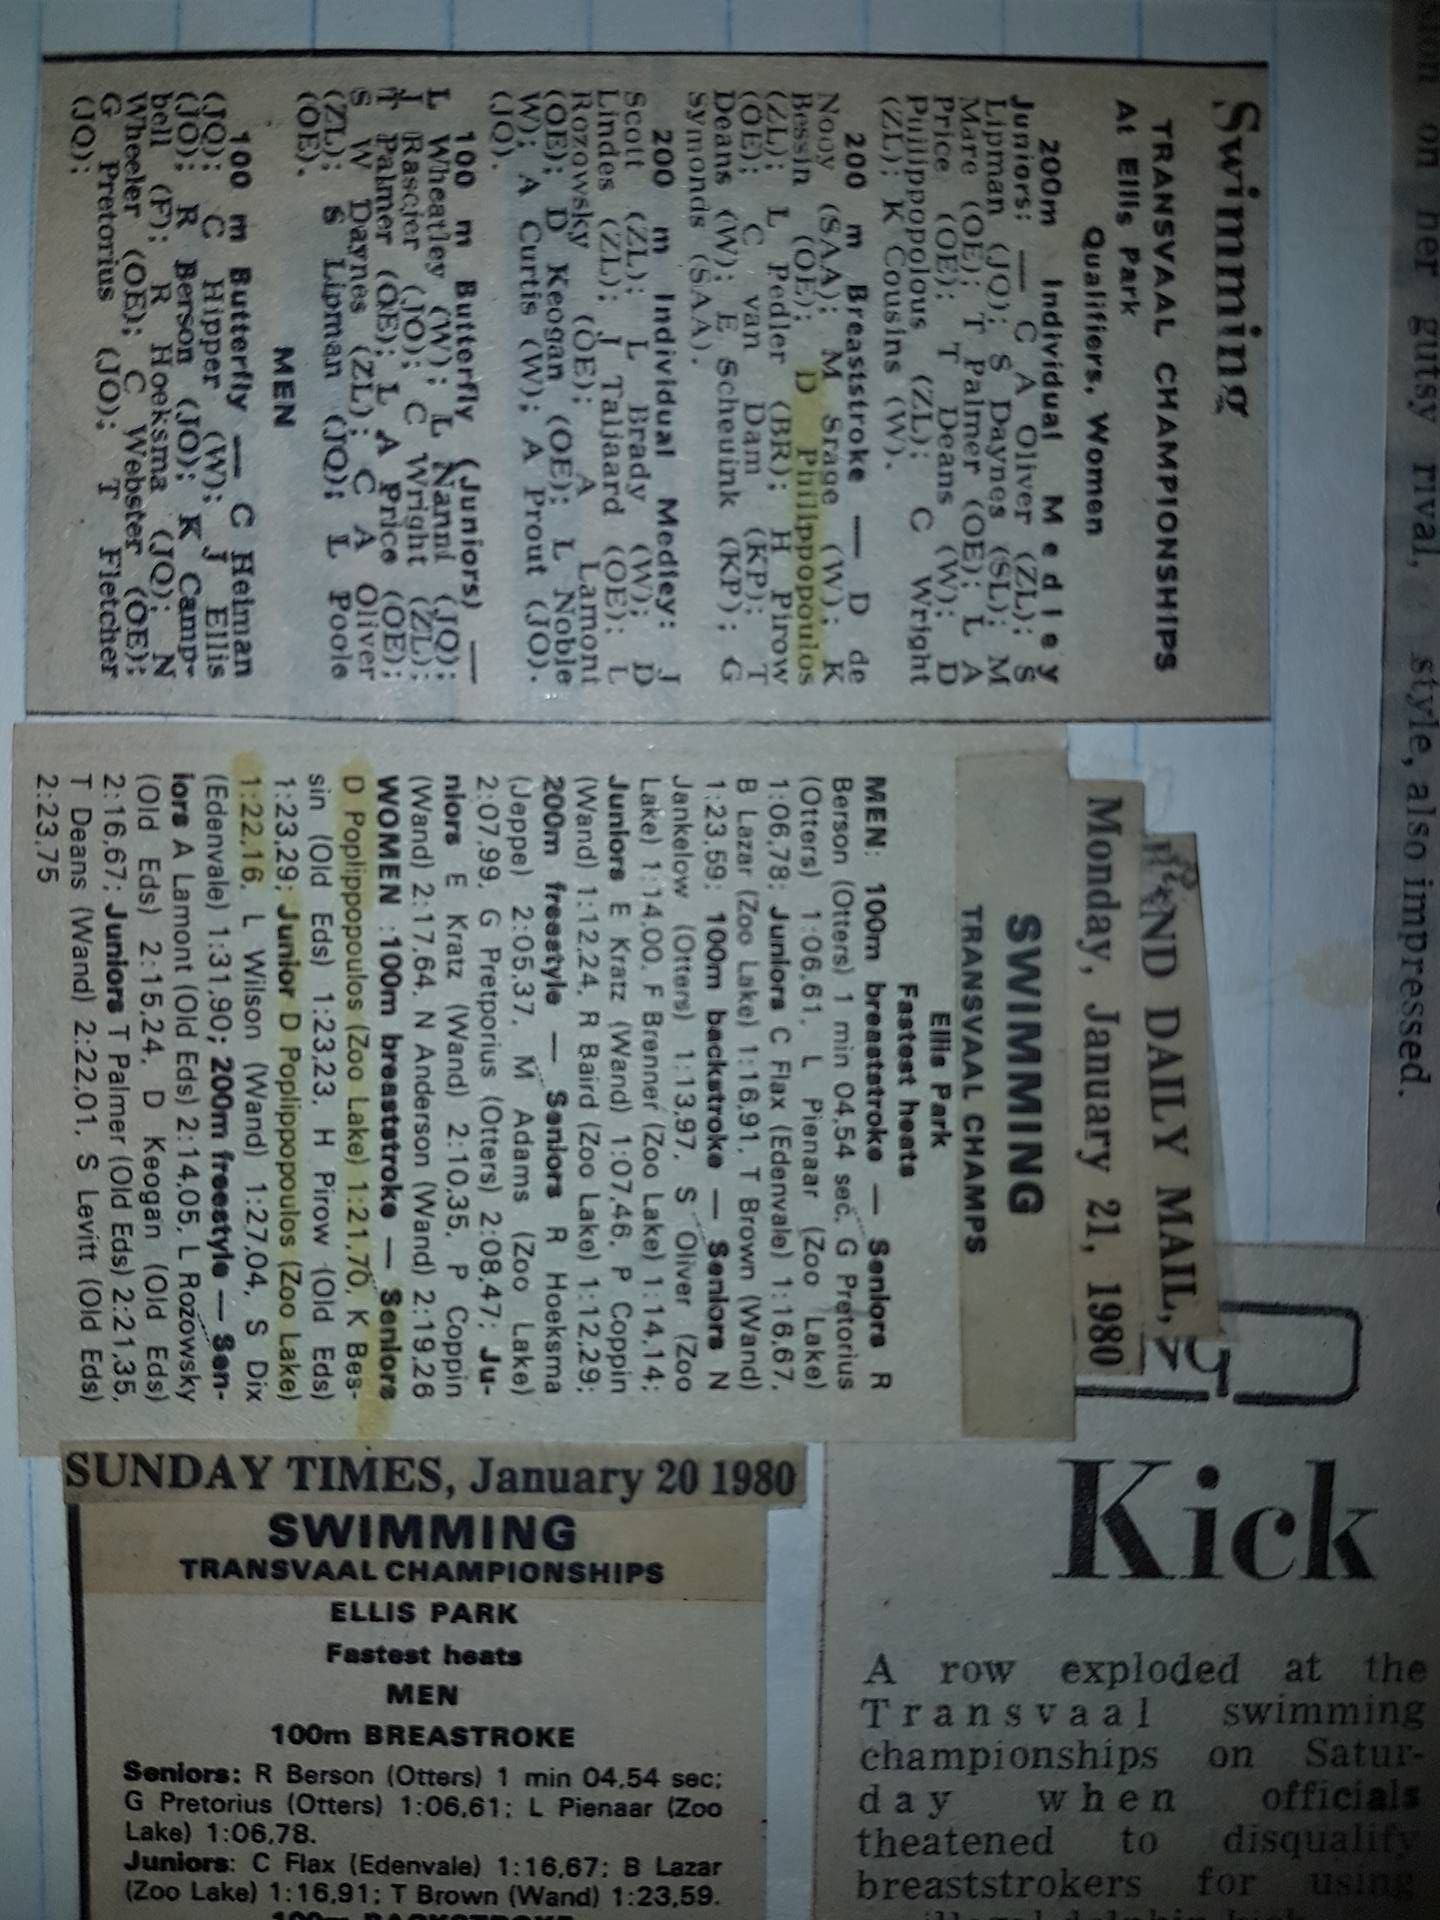 Swimming
TRANSVAAL CHAMPIONSHIPS
At Ellis Park
Qualifiers, Women
200m Individual Medley
Juniors: — C A Oliver (ZL); S
Lipman (JQ); S Daynes (SL); M
Mare (OE); T Palmer (OE); L A
Price (OE); T Deans (W); D
Philippopolous (ZL); C Wright
(ZL); K Cousins (W).
200 m Breaststroke — D de
Nooy (SAA); M Srage (W); K
Bessin (OE); D Philippopoulos
(ZL); L Pedler (BR); H Pirow
(OE); C van Dam (KP); T
Deans (W); E Scheuink (KP); G
Symonds (SAA).
200 m Individual Medley: J
Scott (ZL); L Brady (W); D
Lindes (ZL); J Taljaard (OE); L
Rozowsky (OE); A Lamont
(OE); D Keogan (OE); L Noble
W); A Curtis (W); A Prout (JO).
(JQ).
100 m Butterfly (Juniors) —
L Wheatley (W); L Nanni (JQ);
J Rascjer (JO); C Wright (ZL);
T Palmer (OE); L A Price (OE);
S W Daynes (ZL); C A Oliver
(ZL); S Lipman (JQ); L Poole
(OE).
MEN
100 m Butterfly — C Heiman
(JQ); C Hipper (W); J Ellis
(JO); R Berson (JO); K Camp-
bell (F); R Hoeksma (JQ); N
Wheeler (OE); C Webster (OE);
G Pretorius (JO); T Fletcher
(JQ);
RAND DAILY MAIL,
Monday, January 21, 1980
SWIMMING
TRANSVAAL CHAMPS
Ellis Park
Fastest heats
MEN: 100m breaststroke — Seniors R
Berson (Otters) 1 min 04,54 sec, G Pretorius
(Otters) 1:06,61, L Pienaar (Zoo Lake)
1:06,78; Juniors C Flax (Edenvale) 1:16,67,
B Lazar (Zoo Lake) 1:16,91, T Brown (Wand)
1:23,59; 100m backstroke — Seniors N
Jankelow (Otters) 1:13,97, S Oliver (Zoo
Lake) 1:14,00, F Brenner (Zoo Lake) 1:14,14;
Juniors E Kratz (Wand) 1:07,46, P Coppin
(Wand) 1:12,24, R Baird (Zoo Lake) 1:12,29;
200m freestyle — Seniors R Hoeksma
(Jeppe) 2:05,37, M Adams (Zoo Lake)
2:07,99, G Pretporius (Otters) 2:08,47; Ju-
niors E Kratz (Wand) 2:10,35, P Coppin
(Wand) 2:17,64, N Anderson (Wand) 2:19,26
WOMEN :100m breaststroke — Seniors
D Poplippopoulos (Zoo Lake) 1:21,70, K Bes-
sin (Old Eds) 1:23,23, H Pirow (Old Eds)
1:23,29; Junior D Poplippopoulos (Zoo Lake)
1:22,16, L Wilson (Wand) 1:27,04, S Dix
(Edenvale) 1:31,90; 200m freestyle — Sen-
iors A Lamont (Old Eds) 2:14,05, L Rozowsky
(Old Eds) 2:15,24, D Keogan (Old Eds)
2:16,67; Juniors T Palmer (Old Eds) 2:21,35,
T Deans (Wand) 2:22,01, S Levitt (Old Eds)
2:23,75
SUNDAY TIMES, January 20 1980
SWIMMING
TRANSVAAL CHAMPIONSHIPS
ELLIS PARK
Fastest heats
MEN
100m BREASTROKE
Seniors: R Berson (Otters) 1 min 04,54 sec;
G Pretorius (Otters) 1:06,61; L Pienaar (Zoo
Lake) 1:06,78.
Juniors: C Flax (Edenvale) 1:16,67; B Lazar
(Zoo Lake) 1:16,91; T Brown (Wand) 1:23,59.
Kick
A row exploded at the
Transvaal swimming
championships on Satur-
day when officials
theatened to disqualify
breaststrokers for using
on her gutsy rival,
style, also impressed.